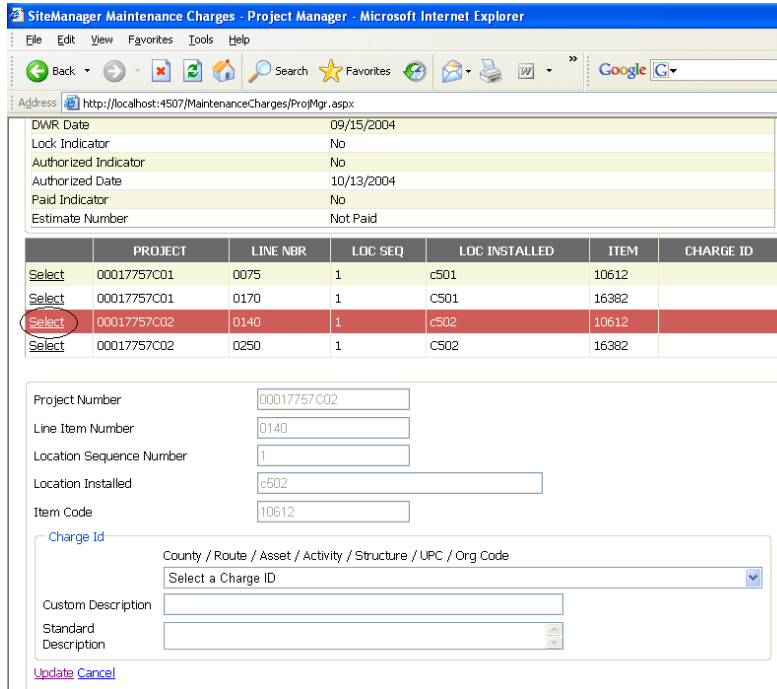 SiteManager Maintenance Charges - Project Manager - Microsoft Internet Explorer
File Edit View Favorites Tools Help
Back Search Favorites W » Google G
Address http://localhost:4507/MaintenanceCharges/ProjMgr.aspx
DWR Date 09/15/2004
Lock Indicator No
Authorized Indicator No
Authorized Date 10/13/2004
Paid Indicator No
Estimate Number Not Paid
PROJECT LINE NBR LOC SEQ LOC INSTALLED ITEM CHARGE ID
Select 00017757C01 0075 1 c501 10612
Select 00017757C01 0170 1 C501 16382
Select 00017757C02 0140 1 c502 10612
Select 00017757C02 0250 1 C502 16382
Project Number 00017757C02
Line Item Number 0140
Location Sequence Number 1
Location Installed c502
Item Code 10612
Charge Id
County / Route / Asset / Activity / Structure / UPC / Org Code
Select a Charge ID
Custom Description
Standard
Description
Update Cancel